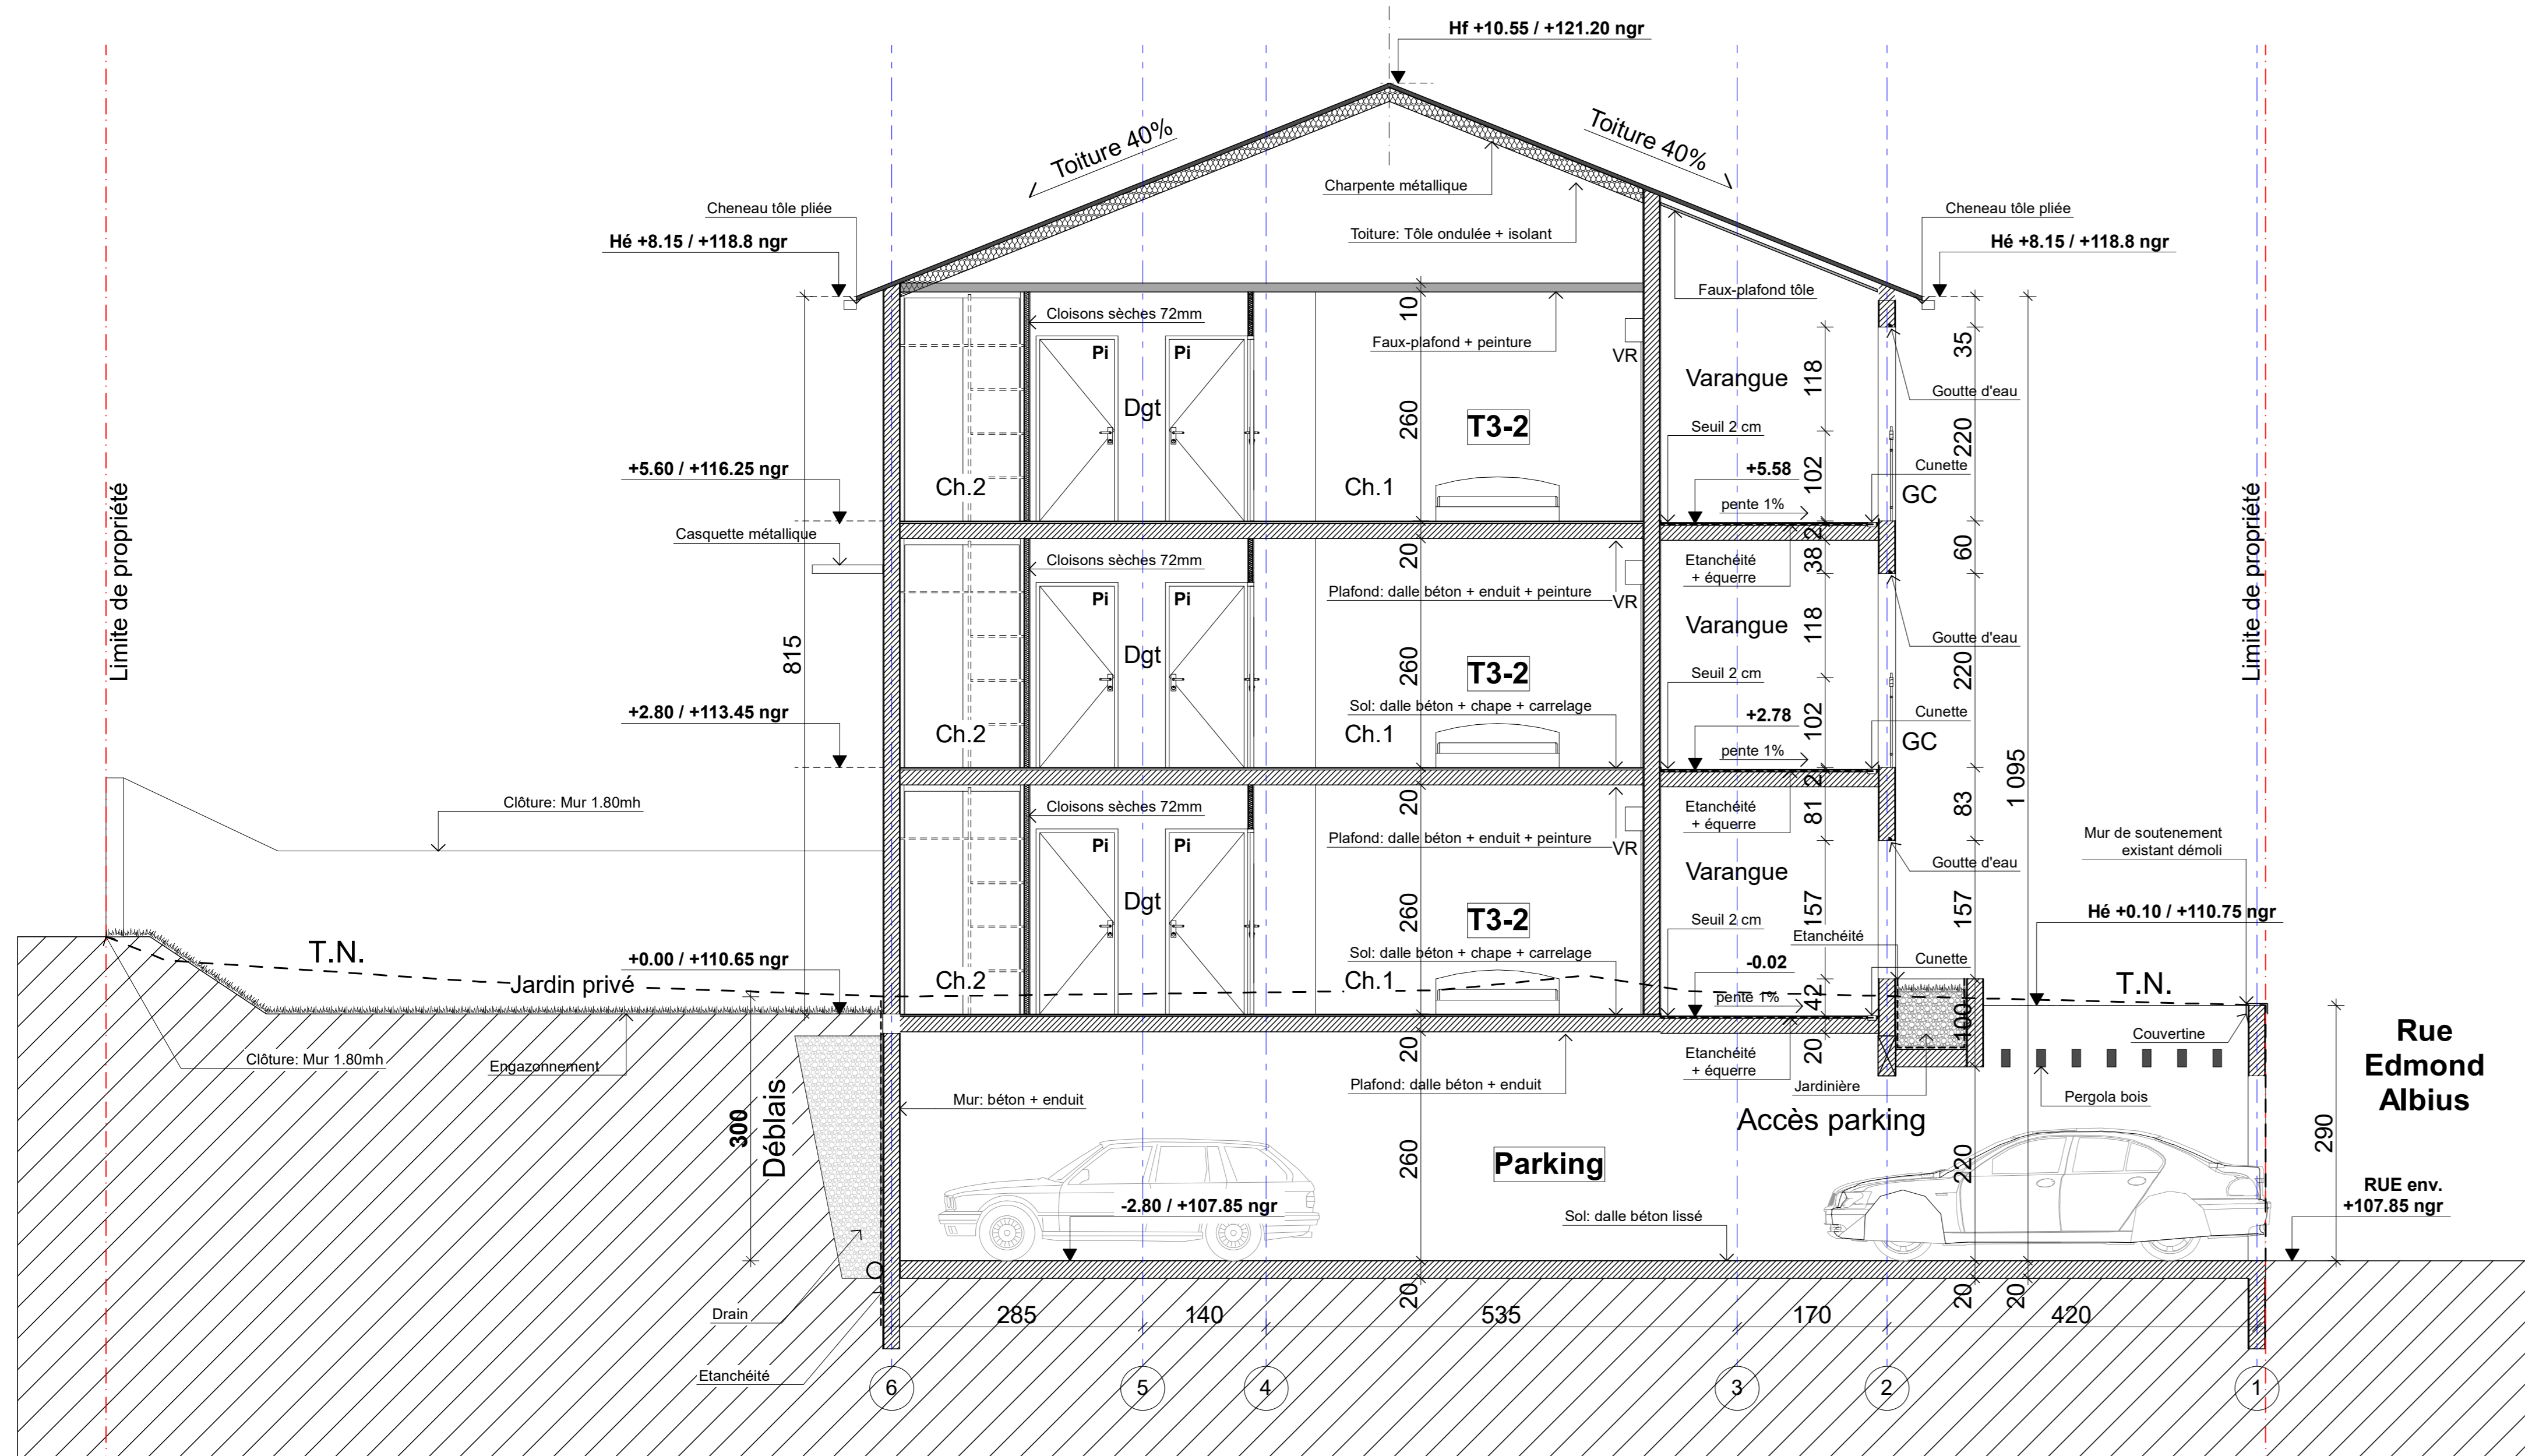 Hf +10.55 / +121.20 ngr
Toiture 40%
Toiture 40%
Charpente métallique
Cheneau tôle pliée
Cheneau tôle pliée
Toiture: Tôle ondulée + isolant
Hé +8.15 / +118.8 ngr
Hé +8.15 / +118.8 ngr
Faux-plafond tôle
Cloisons sèches 72mm
10
Faux-plafond + peinture
VR
35
Pi
Pi
Varangue
118
Goutte d'eau
Dgt
260
T3-2
Seuil 2 cm
220
+5.60 / +116.25 ngr
+5.58
102
Cunette
Ch.2
Ch.1
GC
pente 1%
Limite de propriété
Limite de propriété
Casquette métallique
2
Cloisons sèches 72mm
20
Etanchéité
+ équerre
38
60
Plafond: dalle béton + enduit + peinture
VR
Pi
Pi
Varangue
118
Goutte d'eau
815
Dgt
260
T3-2
Seuil 2 cm
220
+2.80 / +113.45 ngr
Sol: dalle béton + chape + carrelage
+2.78
102
Cunette
Ch.2
Ch.1
GC
pente 1%
1 095
2
Clôture: Mur 1.80mh
Cloisons sèches 72mm
20
Etanchéité
+ équerre
81
83
Plafond: dalle béton + enduit + peinture
VR
Mur de soutenement
existant démoli
Pi
Pi
Varangue
Goutte d'eau
Dgt
260
T3-2
157
157
Hé +0.10 / +110.75 ngr
Seuil 2 cm
Etanchéité
T.N.
+0.00 / +110.65 ngr
Sol: dalle béton + chape + carrelage
-0.02
Cunette
Jardin privé
Ch.2
Ch.1
pente 1%
42
T.N.
100
Couvertine
Rue
Edmond
Albius
Clôture: Mur 1.80mh
Engazonnement
20
20
Etanchéité
+ équerre
Plafond: dalle béton + enduit
Jardinière
Pergola bois
Mur: béton + enduit
300
Déblais
Accès parking
290
260
Parking
220
-2.80 / +107.85 ngr
Sol: dalle béton lissé
RUE env.
+107.85 ngr
Drain
20
20
20
285
140
535
170
420
Etanchéité
6
5
4
3
2
1